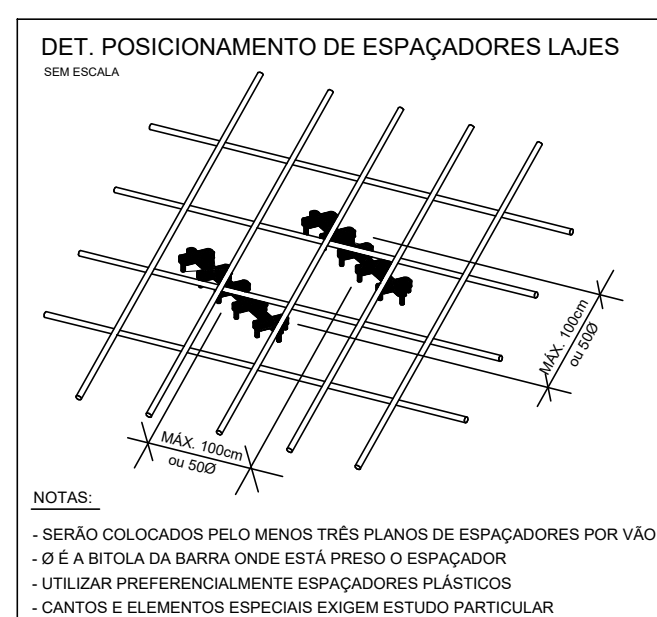 DET. POSICIONAMENTO DE ESPAÇADORES LAJES
SEM ESCALA
MÁX. 100cm
ou 50Ø
MÁX. 100cm
ou 50Ø
NOTAS:
- SERÃO COLOCADOS PELO MENOS TRÊS PLANOS DE ESPAÇADORES POR VÃO
- Ø É A BITOLA DA BARRA ONDE ESTÁ PRESO O ESPAÇADOR
- UTILIZAR PREFERENCIALMENTE ESPAÇADORES PLÁSTICOS
- CANTOS E ELEMENTOS ESPECIAIS EXIGEM ESTUDO PARTICULAR